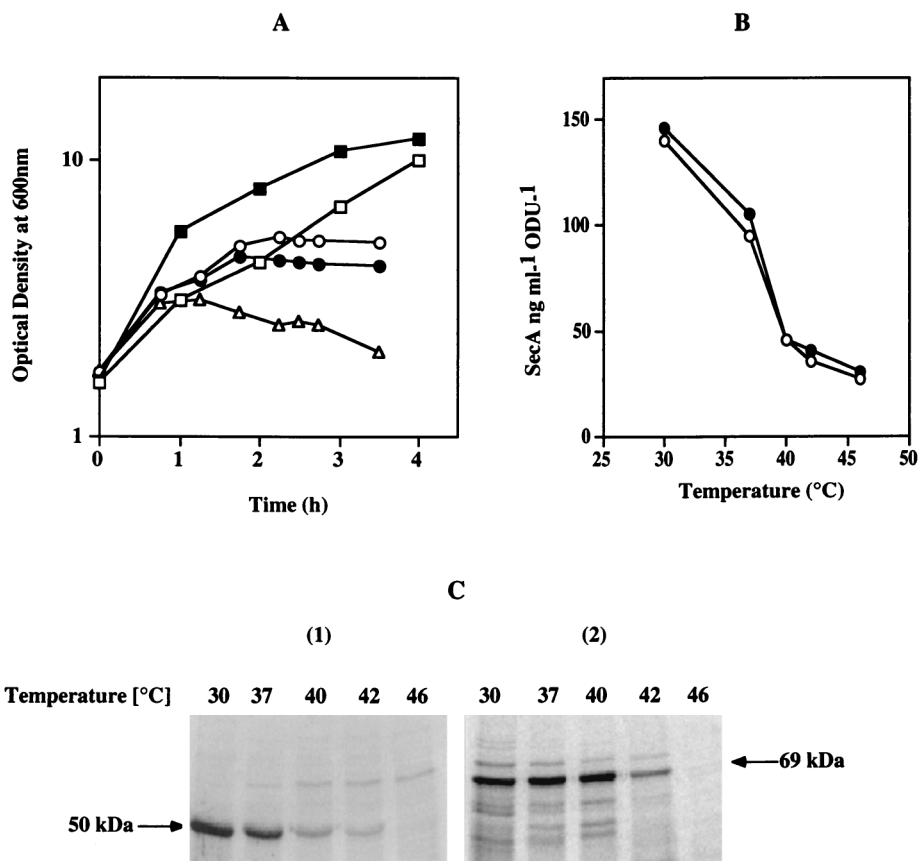 A
B
Optical Density at 600nm
10
1
0 1 2 3 4
Time (h)
SecA ng ml-1 ODU-1
150
100
50
0
25 30 35 40 45 50
Temperature (°C)
C
(1)
(2)
Temperature [°C] 30 37 40 42 46 30 37 40 42 46
69 kDa
50 kDa